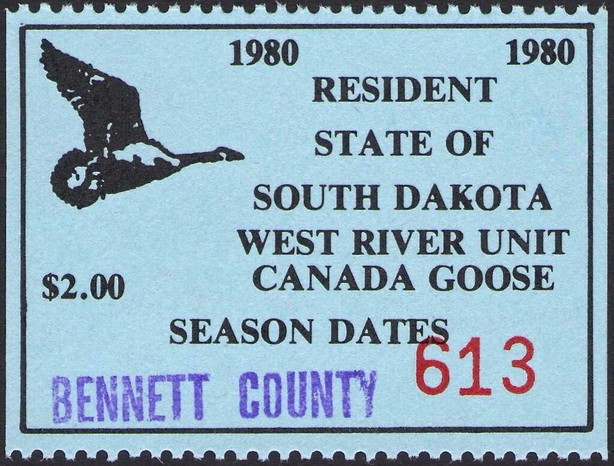 1980 1980
RESIDENT
STATE OF
SOUTH DAKOTA
WEST RIVER UNIT
$2.00 CANADA GOOSE
SEASON DATES
613
BENNETT COUNTY